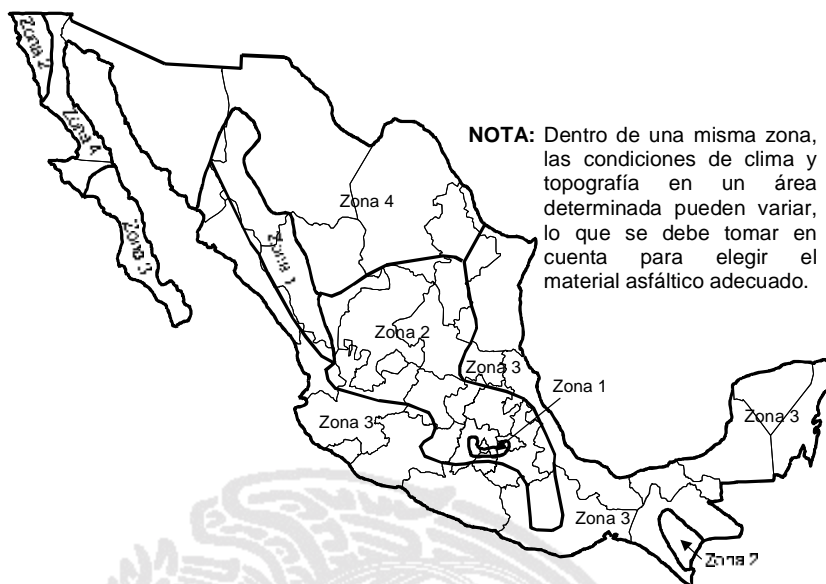 Zona 2
Zona 4
Zona 3
Zona 1
Zona 4
NOTA: Dentro de una misma zona,
las condiciones de clima y
topografía en un área
determinada pueden variar,
lo que se debe tomar en
cuenta para elegir el
material asfáltico adecuado.
Zona 2
Zona 3
Zona 1
Zona 3
Zona 3
Zona 3
Zona 2